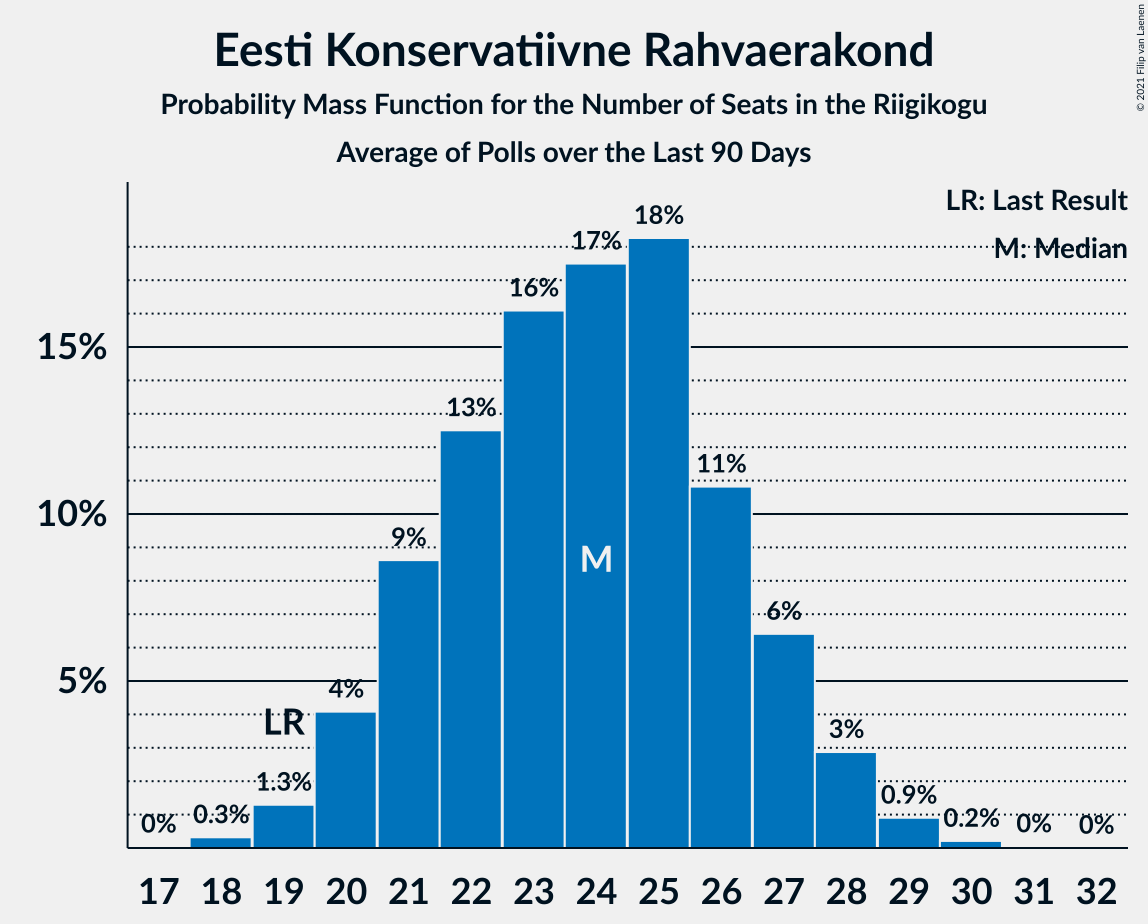 Eesti Konservatiivne Rahvaerakond
Probability Mass Function for the Number of Seats in the Riigikogu
Average of Polls over the Last 90 Days
© 2021 Filip van Laenen
LR: Last Result
M: Median
18%
17%
16%
15%
13%
11%
10%
9%
M
6%
5%
4%
LR
3%
1.3%
0.9%
0% 0.3% 0.2% 0% 0%
17 18 19 20 21 22 23 24 25 26 27 28 29 30 31 32